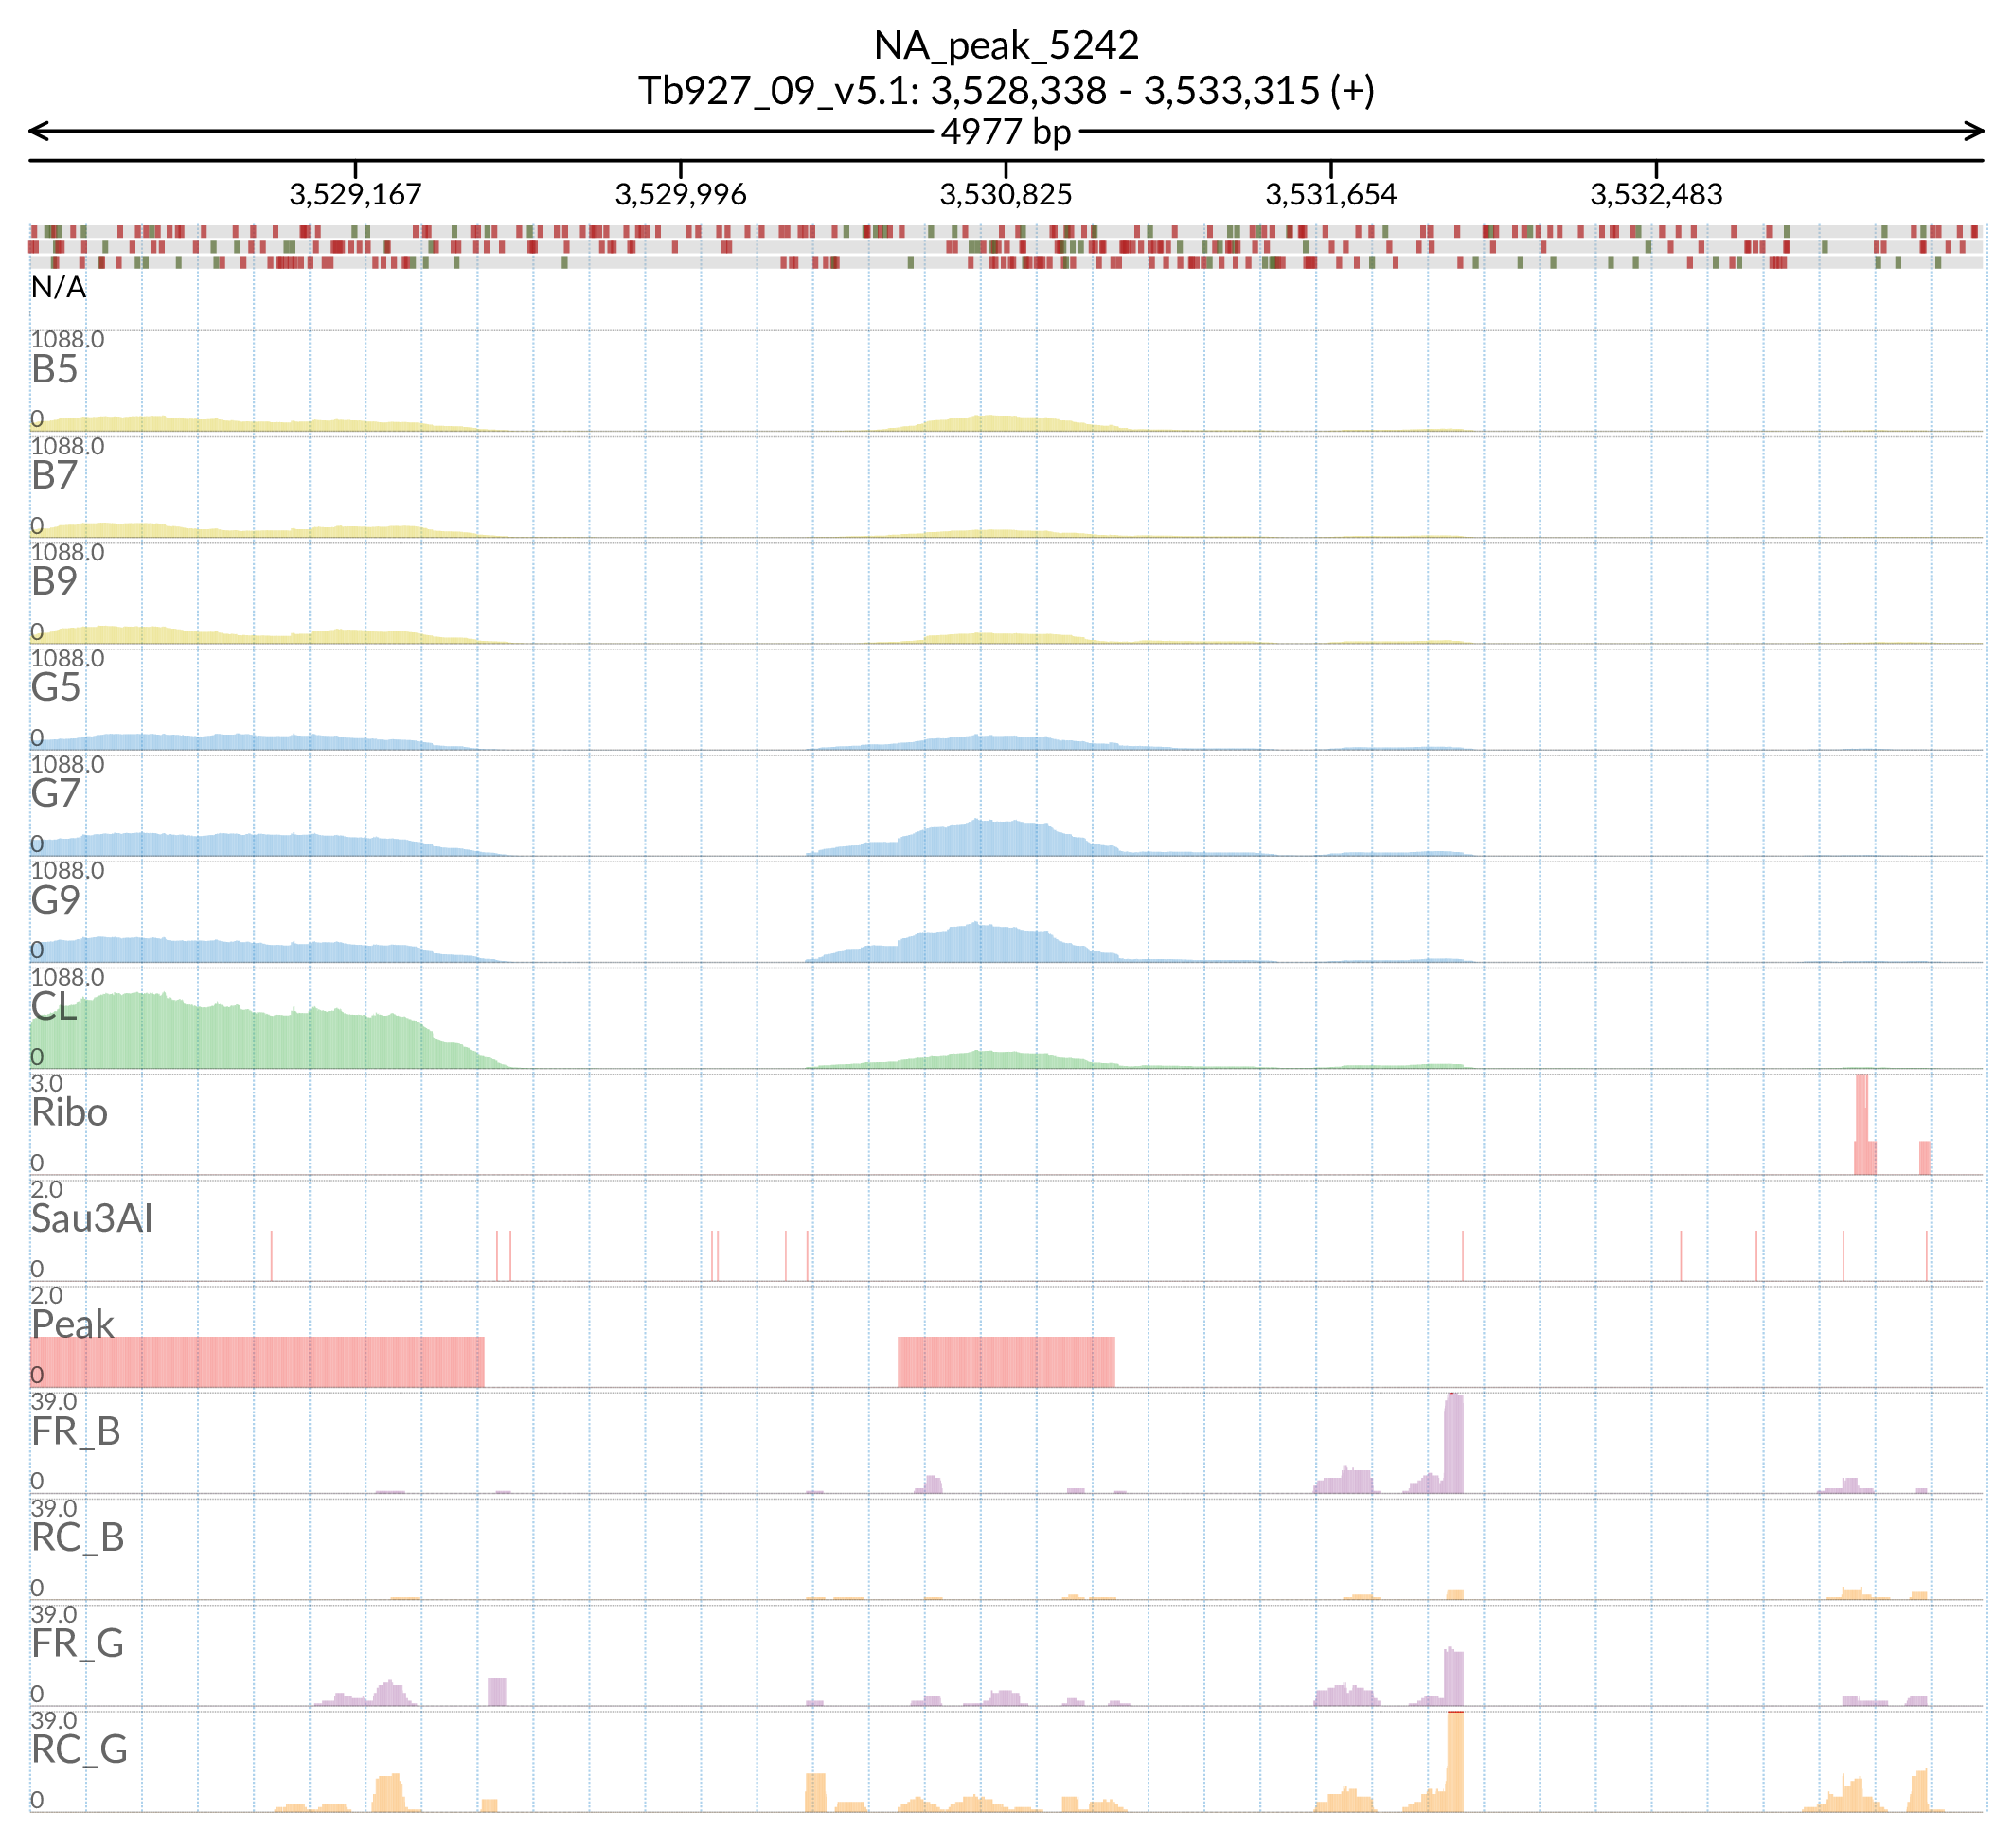 NA_peak_5242
Tb927_09_v5.1: 3,528,338 - 3,533,315 (+)
4977 bp
3,529,167 3,529,996 3,530,825 3,531,654 3,532,483
N/A
1088.0
B5
0
1088.0
B7
0
1088.0
B9
0
1088.0
G5
0
1088.0
G7
0
1088.0
G9
0
1088.0
CL
0
3.0
Ribo
0
2.0
Sau3AI
0
2.0
Peak
0
39.0
FR_B
0
39.0
RC_B
0
39.0
FR_G
0
39.0
RC_G
0